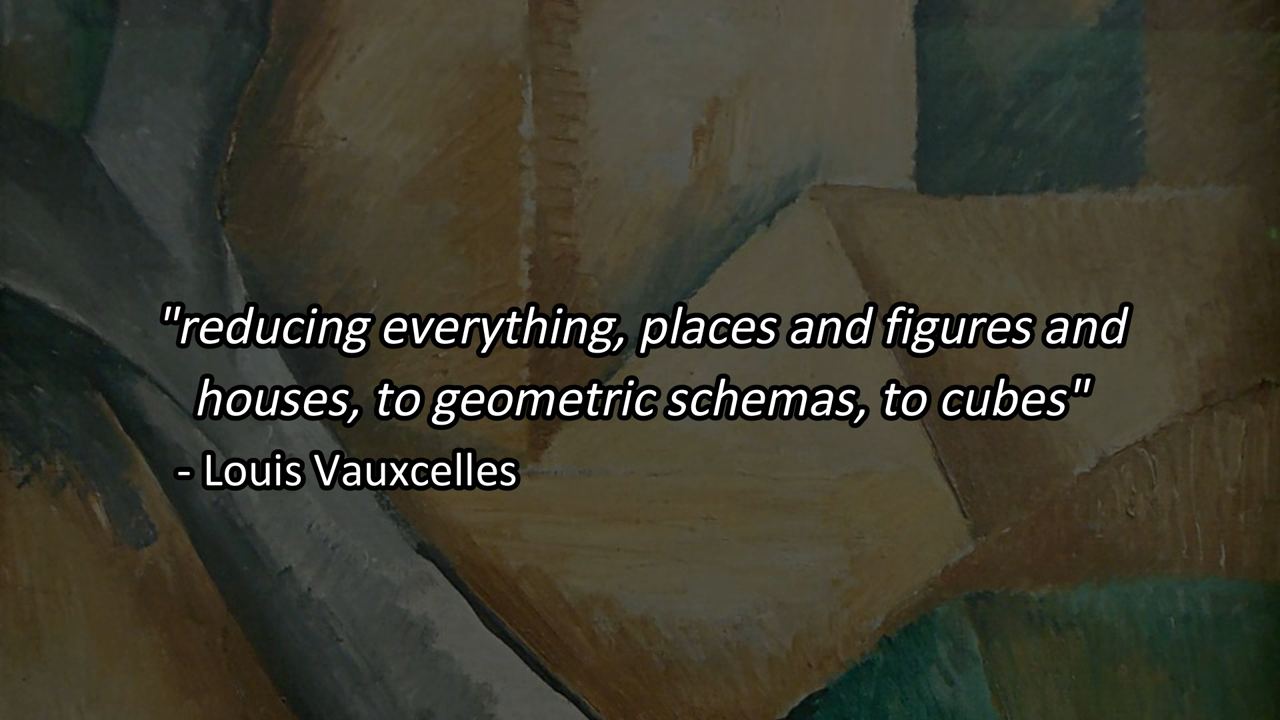 "reducing everything, places and figures and
houses, to geometric schemas, to cubes"
- Louis Vauxcelles